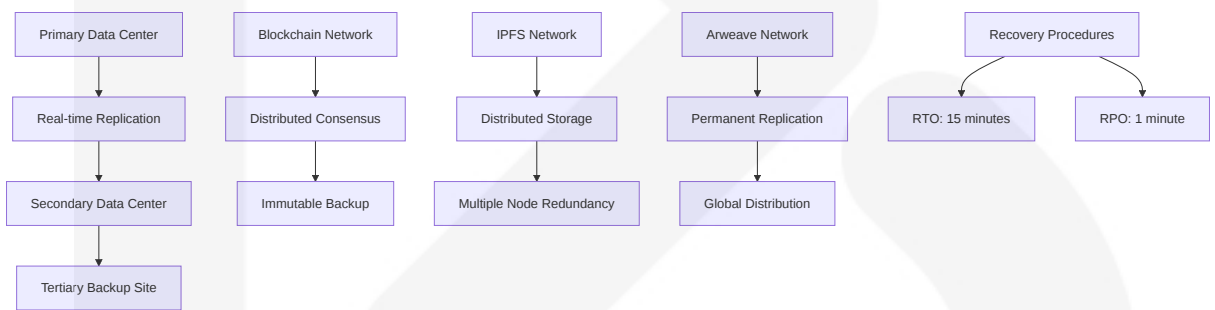 Primary Data Center
Blockchain Network
IPFS Network
Arweave Network
Recovery Procedures
Real-time Replication
Distributed Consensus
Distributed Storage
Permanent Replication
RTO: 15 minutes
RPO: 1 minute
Secondary Data Center
Immutable Backup
Multiple Node Redundancy
Global Distribution
Tertiary Backup Site